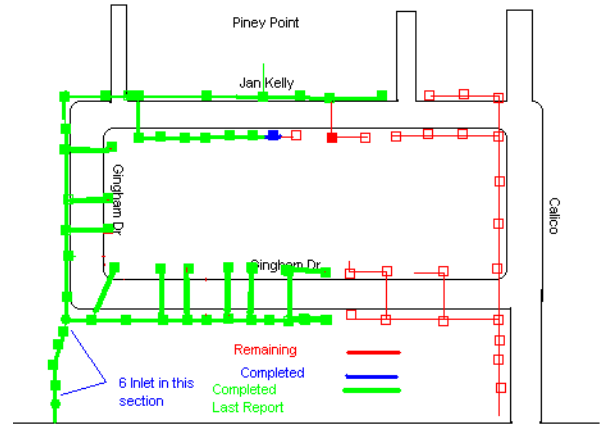 Piney Point
Jan Kelly
Gingham Dr
Calico
Gingham Dr
Remaining
Completed
6 Inlet in this
section
Completed
Last Report